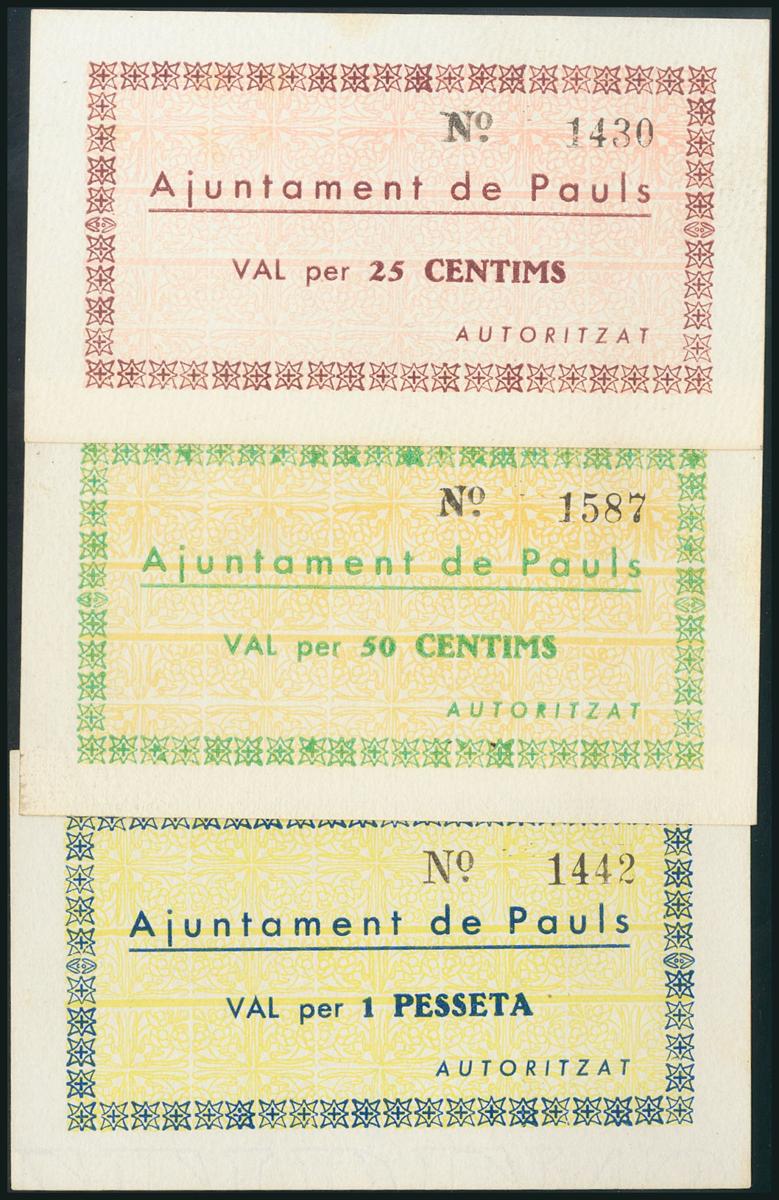 Nº 1430
Ajuntament de Pauls
VAL per 25 CENTIMS
AUTORITZAT
Nº 1587
Ajuntament de Pauls
VAL per 50 CENTIMS
AUTORITZAT
Nº 1442
Ajuntament de Pauls
VAL per 1 PESSETA
AUTORITZAT